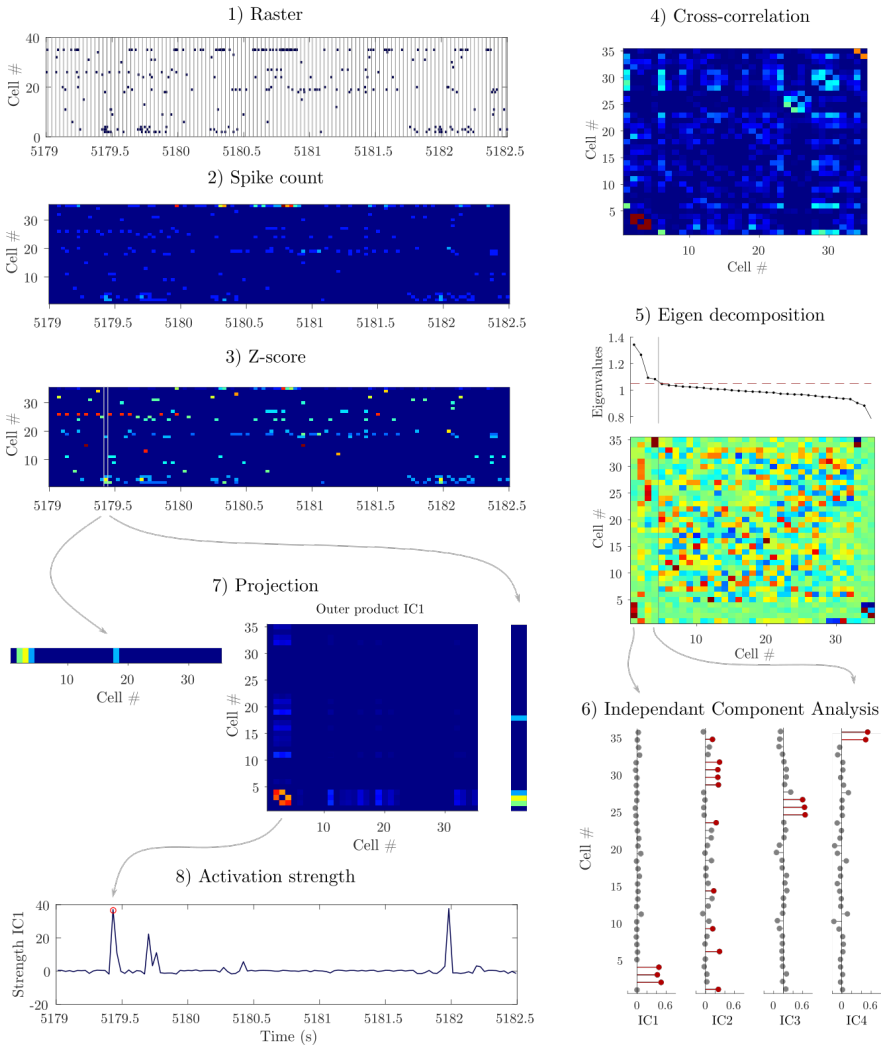 1) Raster
40
20
0
Cell #
5179 5179.5 5180 5180.5 5181 5181.5 5182 5182.5
2) Spike count
30
20
10
Cell #
5179 5179.5 5180 5180.5 5181 5181.5 5182 5182.5
3) Z-score
30
20
10
Cell #
5179 5179.5 5180 5180.5 5181 5181.5 5182 5182.5
4) Cross-correlation
35
30
25
20
15
10
5
Cell #
10 20 30
Cell #
5) Eigen decomposition
1.4
1.2
1
0.8
Eigenvalues
35
30
25
20
15
10
5
Cell #
10 20 30
Cell #
6) Independant Component Analysis
35
30
25
20
15
10
5
Cell #
0 0.6 0 0.6 0 0.6 0 0.6
IC1 IC2 IC3 IC4
7) Projection
Outer product IC1
10 20 30
Cell #
35
30
25
20
15
10
5
Cell #
10 20 30
Cell #
8) Activation strength
40
20
0
-20
Strength IC1
5179 5179.5 5180 5180.5 5181 5181.5 5182 5182.5
Time (s)